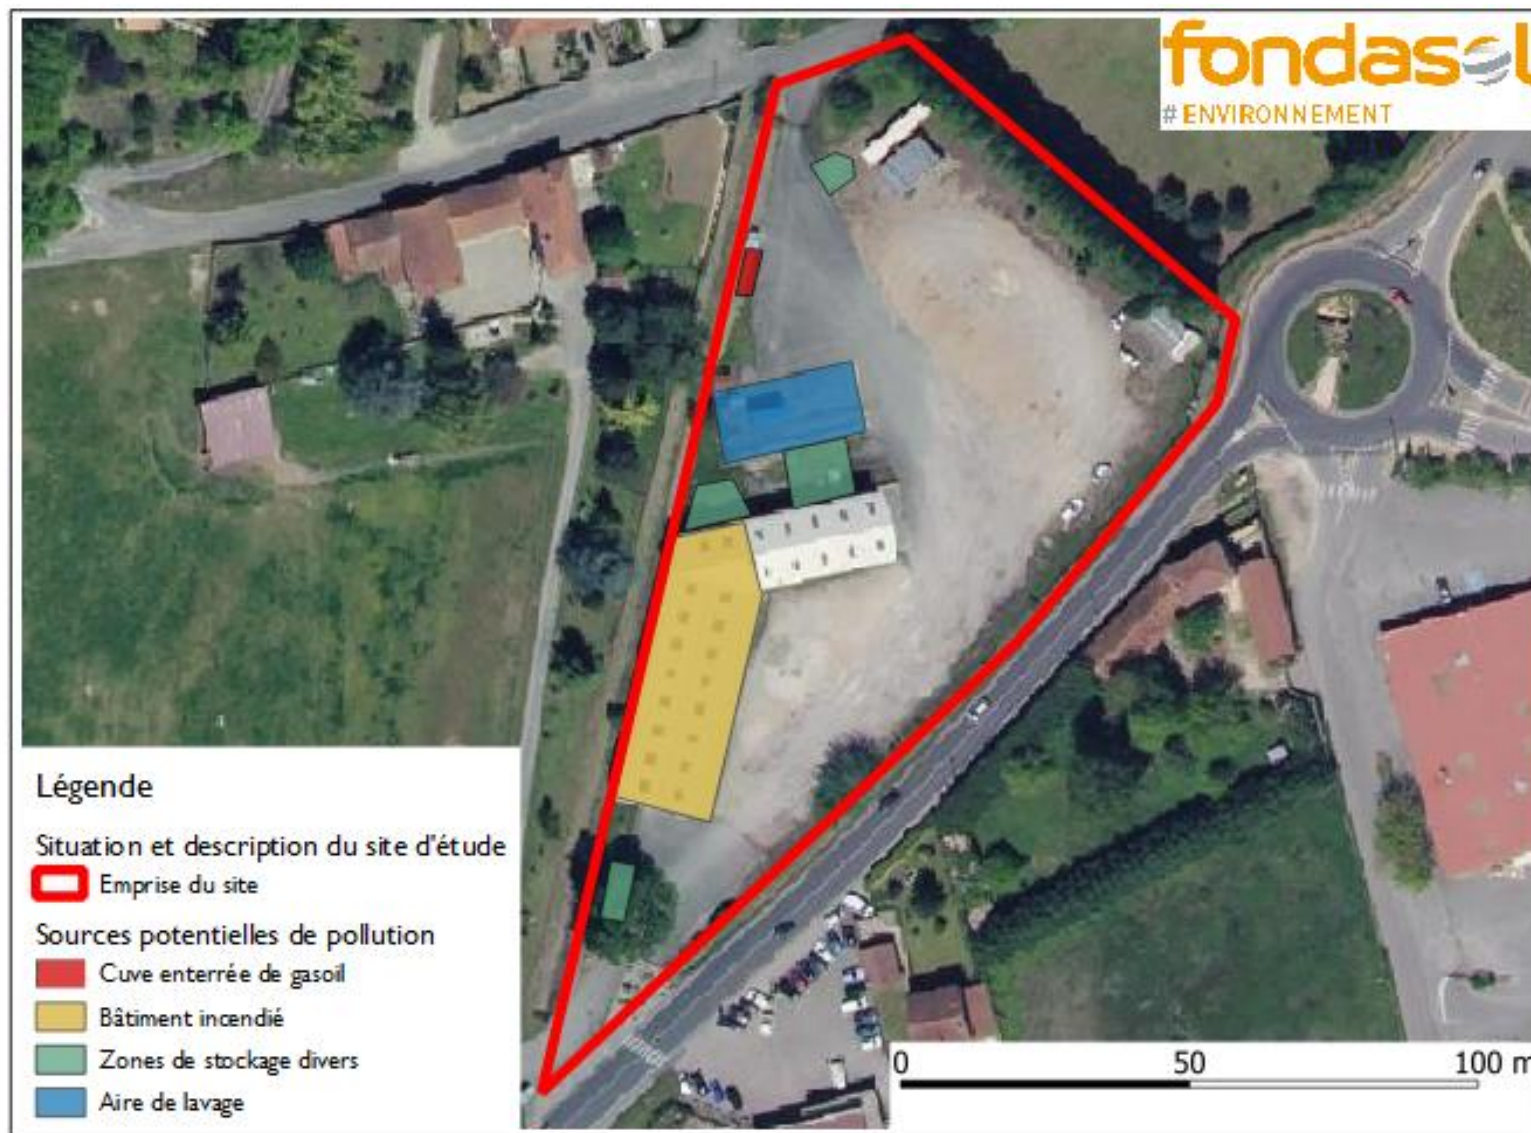 fondasol
# ENVIRONNEMENT
Légende
Situation et description du site d'étude
Emprise du site
Sources potentielles de pollution
Cuve enterrée de gasoil
Bâtiment incendié
Zones de stockage divers
Aire de lavage
0 50 100 m